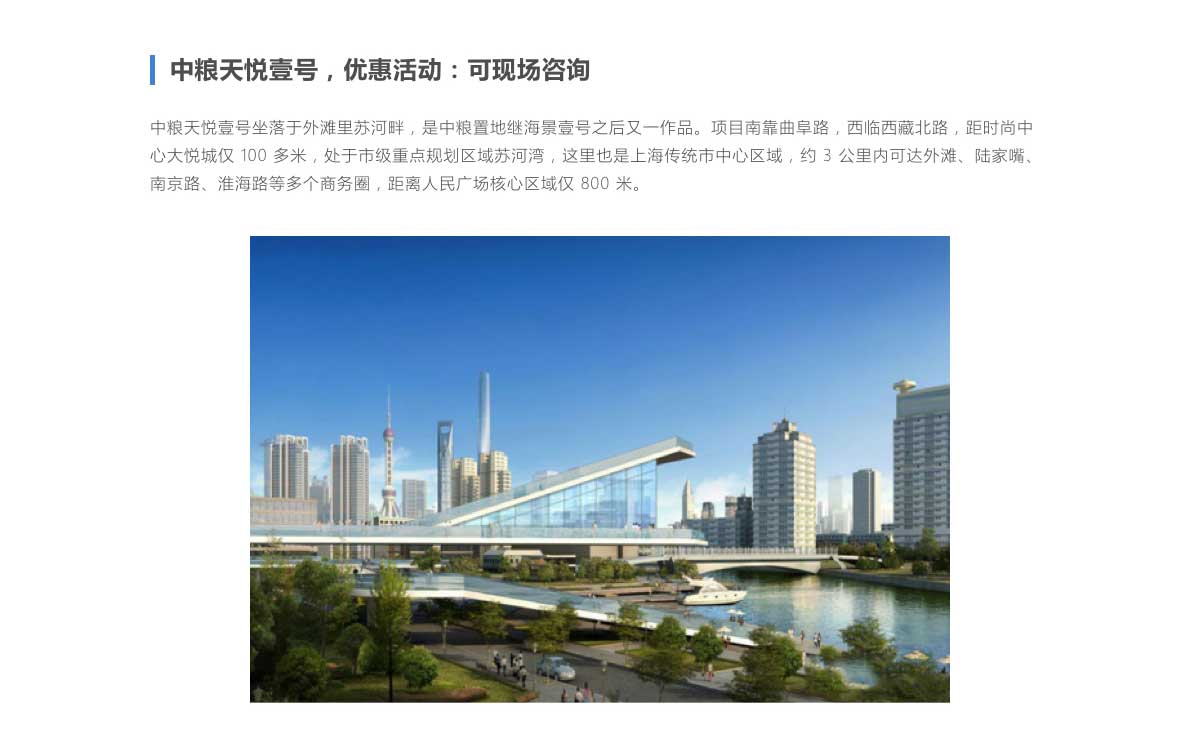 中粮天悦壹号，优惠活动：可现场咨询
中粮天悦壹号坐落于外滩里苏河畔，是中粮置地继海景壹号之后又一作品。项目南靠曲阜路，西临西藏北路，距时尚中
心大悦城仅 100 多米，处于市级重点规划区域苏河湾，这里也是上海传统市中心区域，约 3 公里内可达外滩、陆家嘴、
南京路、淮海路等多个商务圈，距离人民广场核心区域仅 800 米。